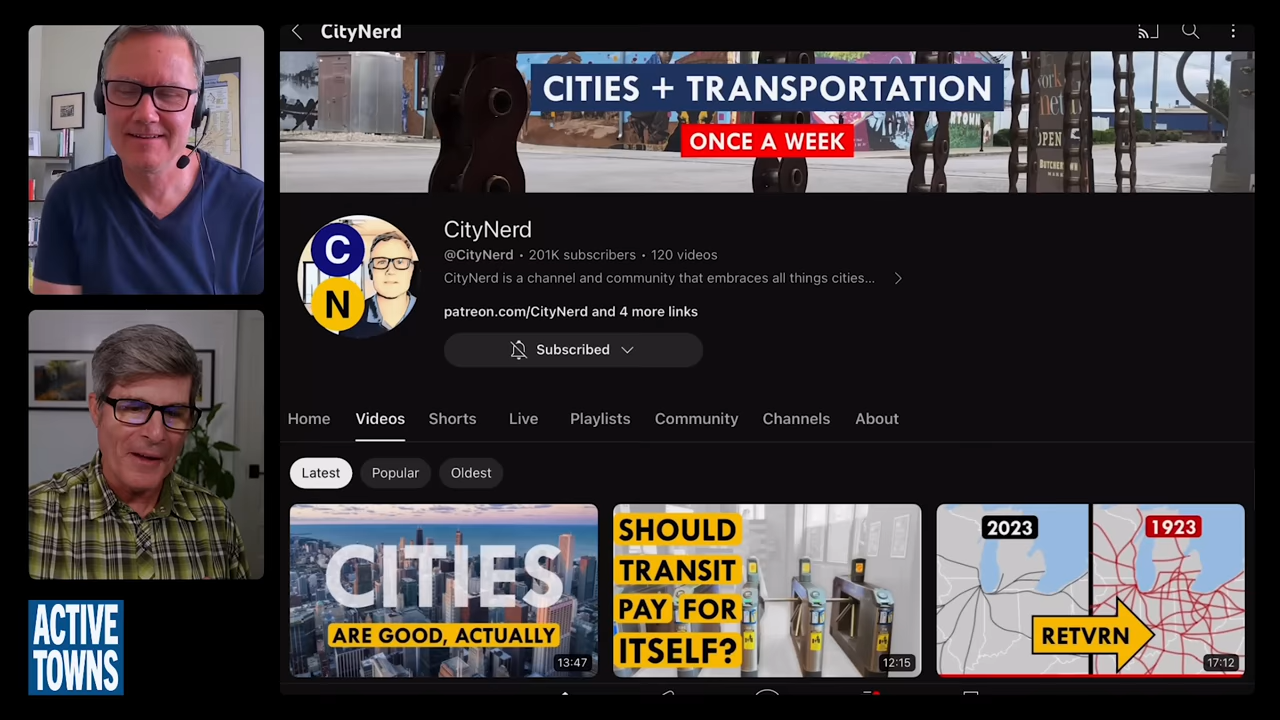 CityNerd
CITIES + TRANSPORTATION
ONCE A WEEK
OPEN
C
N
CityNerd
@CityNerd • 201K subscribers • 120 videos
CityNerd is a channel and community that embraces all things cities...
patreon.com/CityNerd and 4 more links
Subscribed
Home Videos Shorts Live Playlists Community Channels About
Latest Popular Oldest
CITIES
ARE GOOD, ACTUALLY
13:47
SHOULD
TRANSIT
PAY FOR
ITSELF?
12:15
2023
1923
RETVRN
17:12
ACTIVE
TOWNS